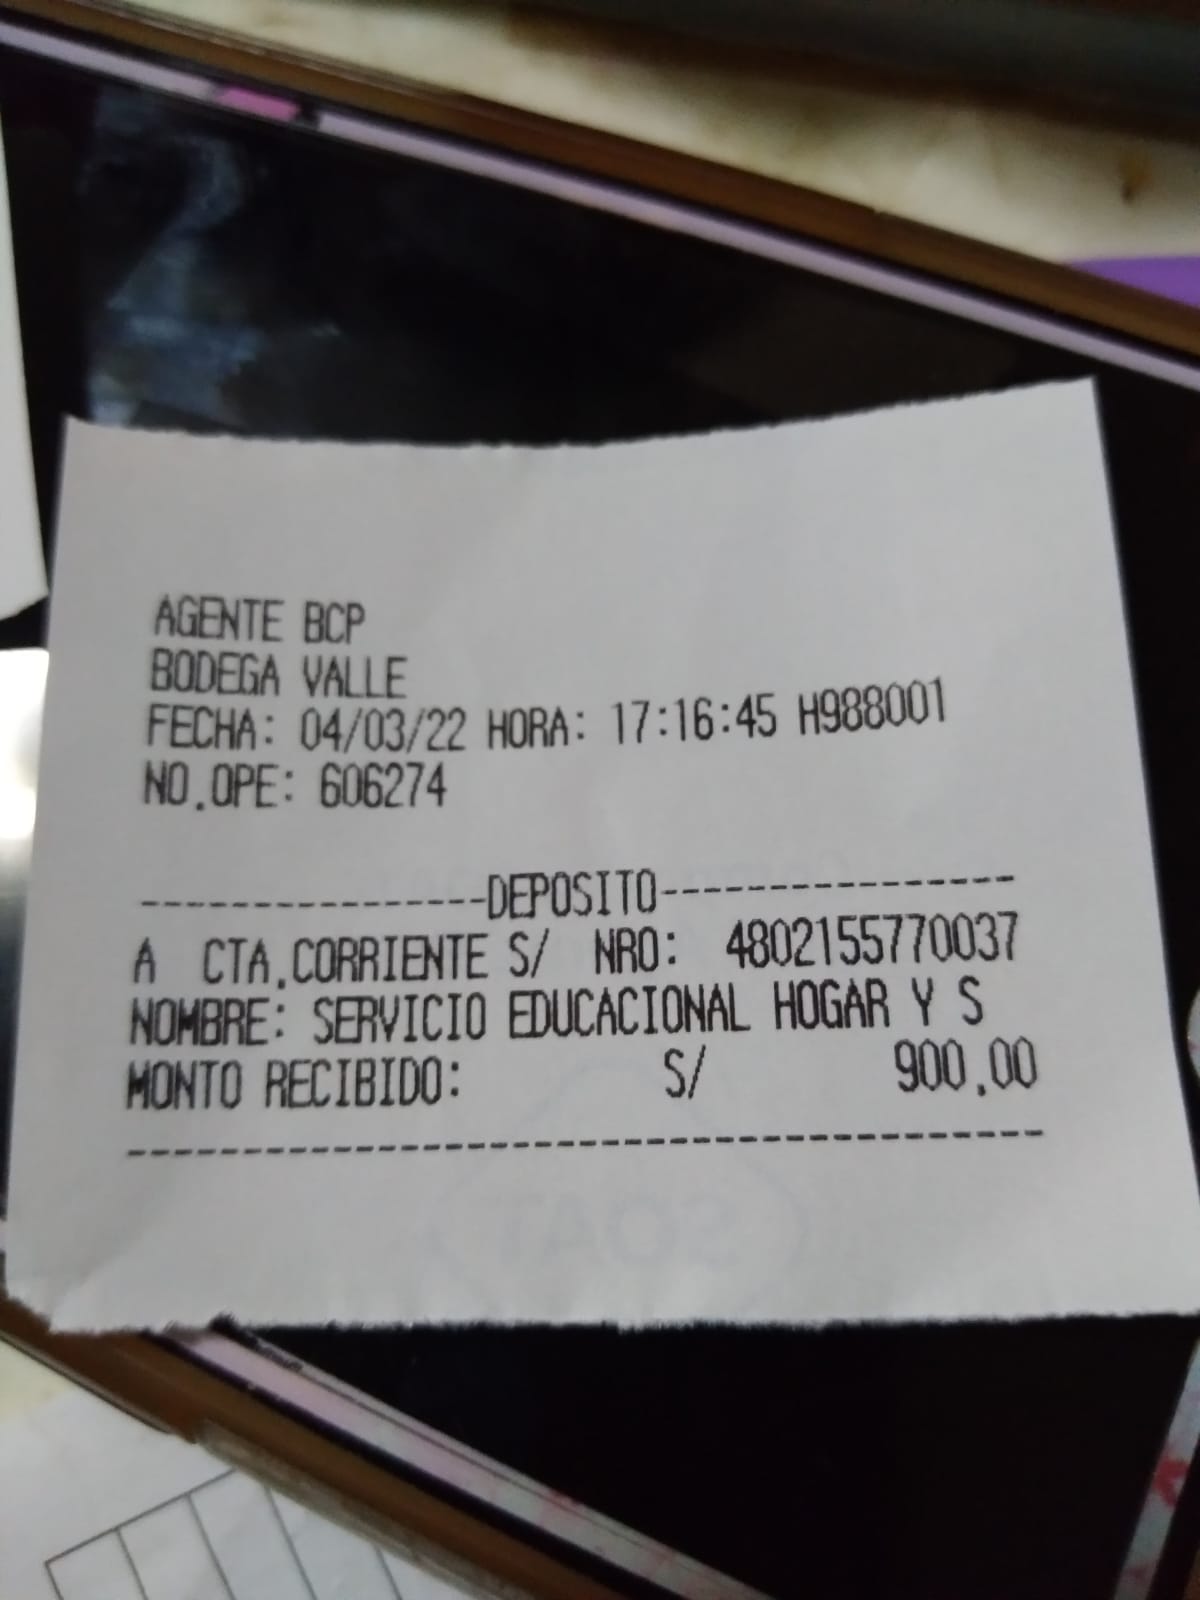 AGENTE BCP
BODEGA VALLE
FECHA: 04/03/22 HORA: 17:16:45 H988001
NO.OPE: 606274
----------------DEPOSITO----------------
A CTA.CORRIENTE S/ NRO: 4802155770037
NOMBRE: SERVICIO EDUCACIONAL HOGAR Y S
MONTO RECIBIDO: S/ 900.00